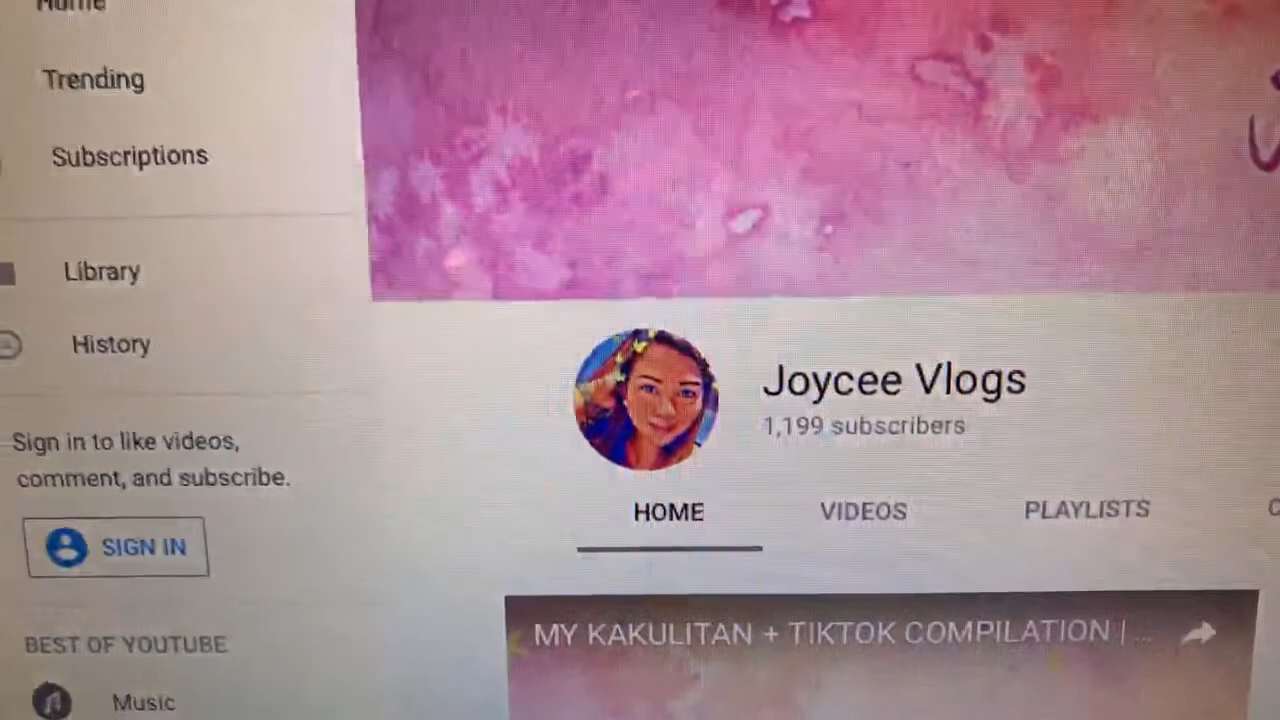 Home
Trending
Subscriptions
Library
History
Sign in to like videos,
comment, and subscribe.
SIGN IN
BEST OF YOUTUBE
Music
Joycee Vlogs
1,199 subscribers
HOME
VIDEOS
PLAYLISTS
MY KAKULITAN + TIKTOK COMPILATION | ...